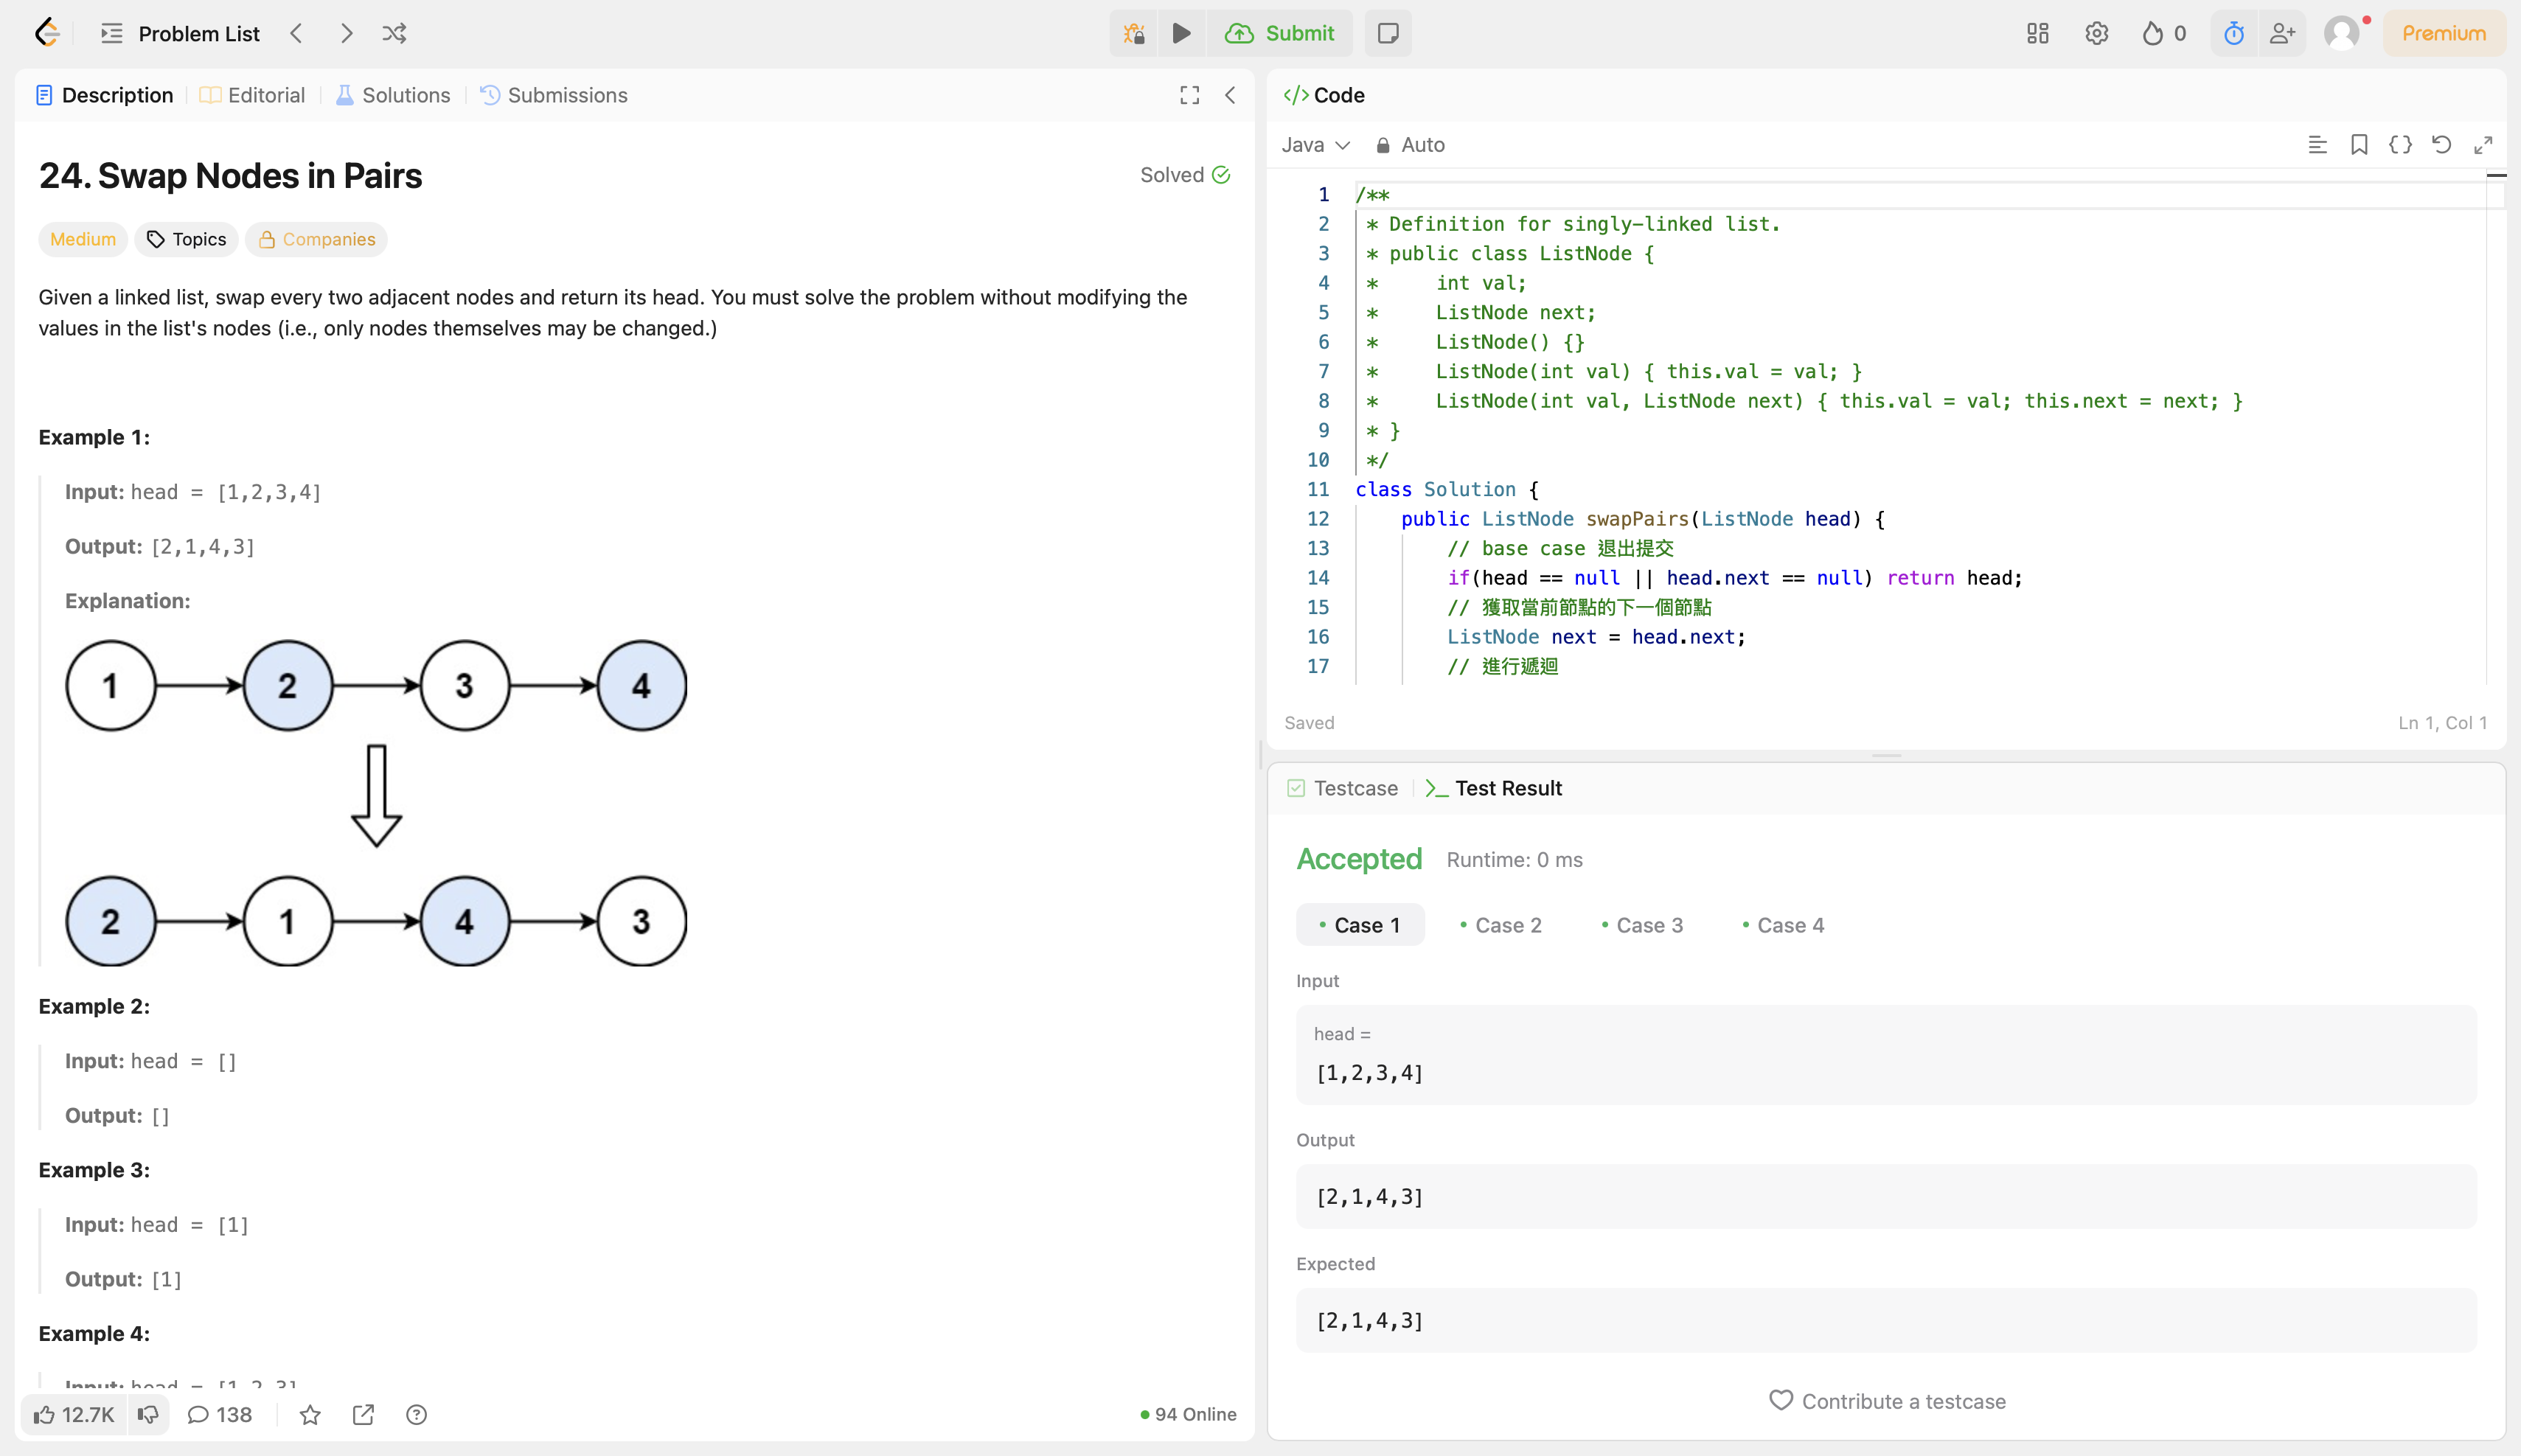 Problem List
Submit
0
Premium
Description
Editorial
Solutions
Submissions
24. Swap Nodes in Pairs
Solved
Medium
Topics
Companies
Given a linked list, swap every two adjacent nodes and return its head. You must solve the problem without modifying the
values in the list's nodes (i.e., only nodes themselves may be changed.)
Example 1:
Input: head = [1,2,3,4]
Output: [2,1,4,3]
Explanation:
1 2 3 4
2 1 4 3
Example 2:
Input: head = []
Output: []
Example 3:
Input: head = [1]
Output: [1]
Example 4:
Input: head = [1,2,3]
12.7K
138
94 Online
</> Code
Java
Auto
1 /**
2 * Definition for singly-linked list.
3 * public class ListNode {
4 *     int val;
5 *     ListNode next;
6 *     ListNode() {}
7 *     ListNode(int val) { this.val = val; }
8 *     ListNode(int val, ListNode next) { this.val = val; this.next = next; }
9 * }
10 */
11 class Solution {
12     public ListNode swapPairs(ListNode head) {
13         // base case 退出提交
14         if(head == null || head.next == null) return head;
15         // 獲取當前節點的下一個節點
16         ListNode next = head.next;
17         // 進行遞迴
Saved
Ln 1, Col 1
Testcase
Test Result
Accepted
Runtime: 0 ms
Case 1
Case 2
Case 3
Case 4
Input
head =
[1,2,3,4]
Output
[2,1,4,3]
Expected
[2,1,4,3]
Contribute a testcase